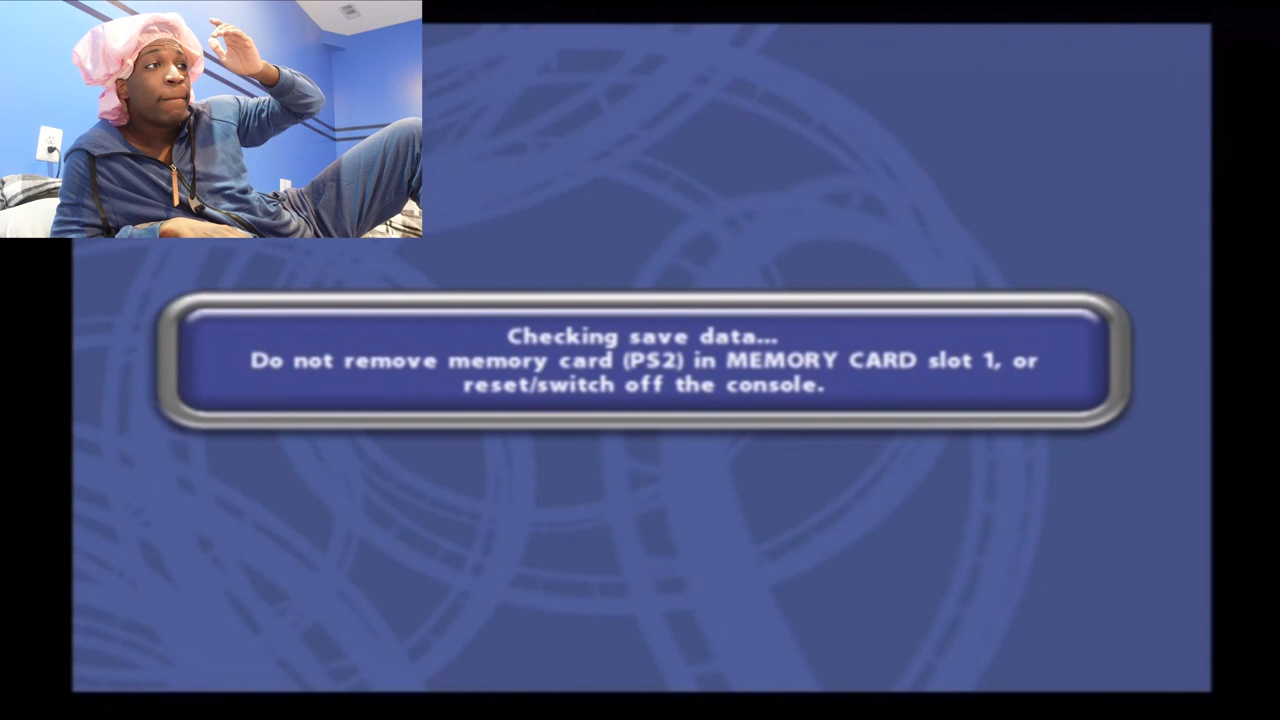 Checking save data...
Do not remove memory card (PS2) in MEMORY CARD slot 1, or
reset/switch off the console.